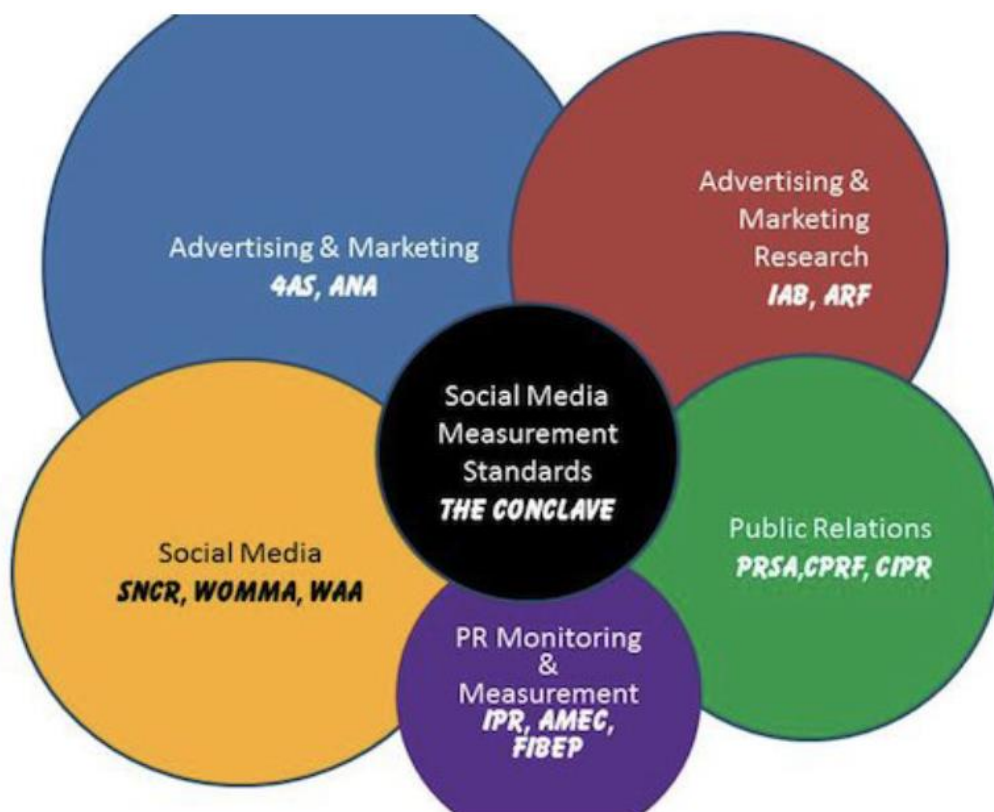 Advertising & Marketing
4AS, ANA
Advertising &
Marketing
Research
IAB, ARF
Social Media
Measurement
Standards
THE CONCLAVE
Social Media
SNCR, WOMMA, WAA
Public Relations
PRSA,CPRF, CIPR
PR Monitoring
&
Measurement
IPR, AMEC,
FIBEP